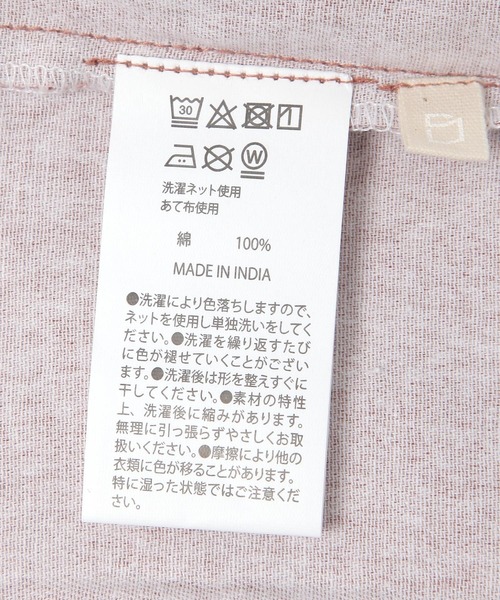 30
W
洗濯ネット使用
あて布使用
綿 100%
MADE IN INDIA
●洗濯により色落ちしますので、
ネットを使用し単独洗いをしてく
ださい。●洗濯を繰り返すたび
に色が褪せていくことがござい
ます。●洗濯後は形を整えすぐに
干してください。●素材の特性
上、洗濯後に縮みがあります。
無理に引っ張らずやさしくお取
扱いください。●摩擦により他の
衣類に色が移ることがあります。
特に湿った状態ではご注意くだ
さい。